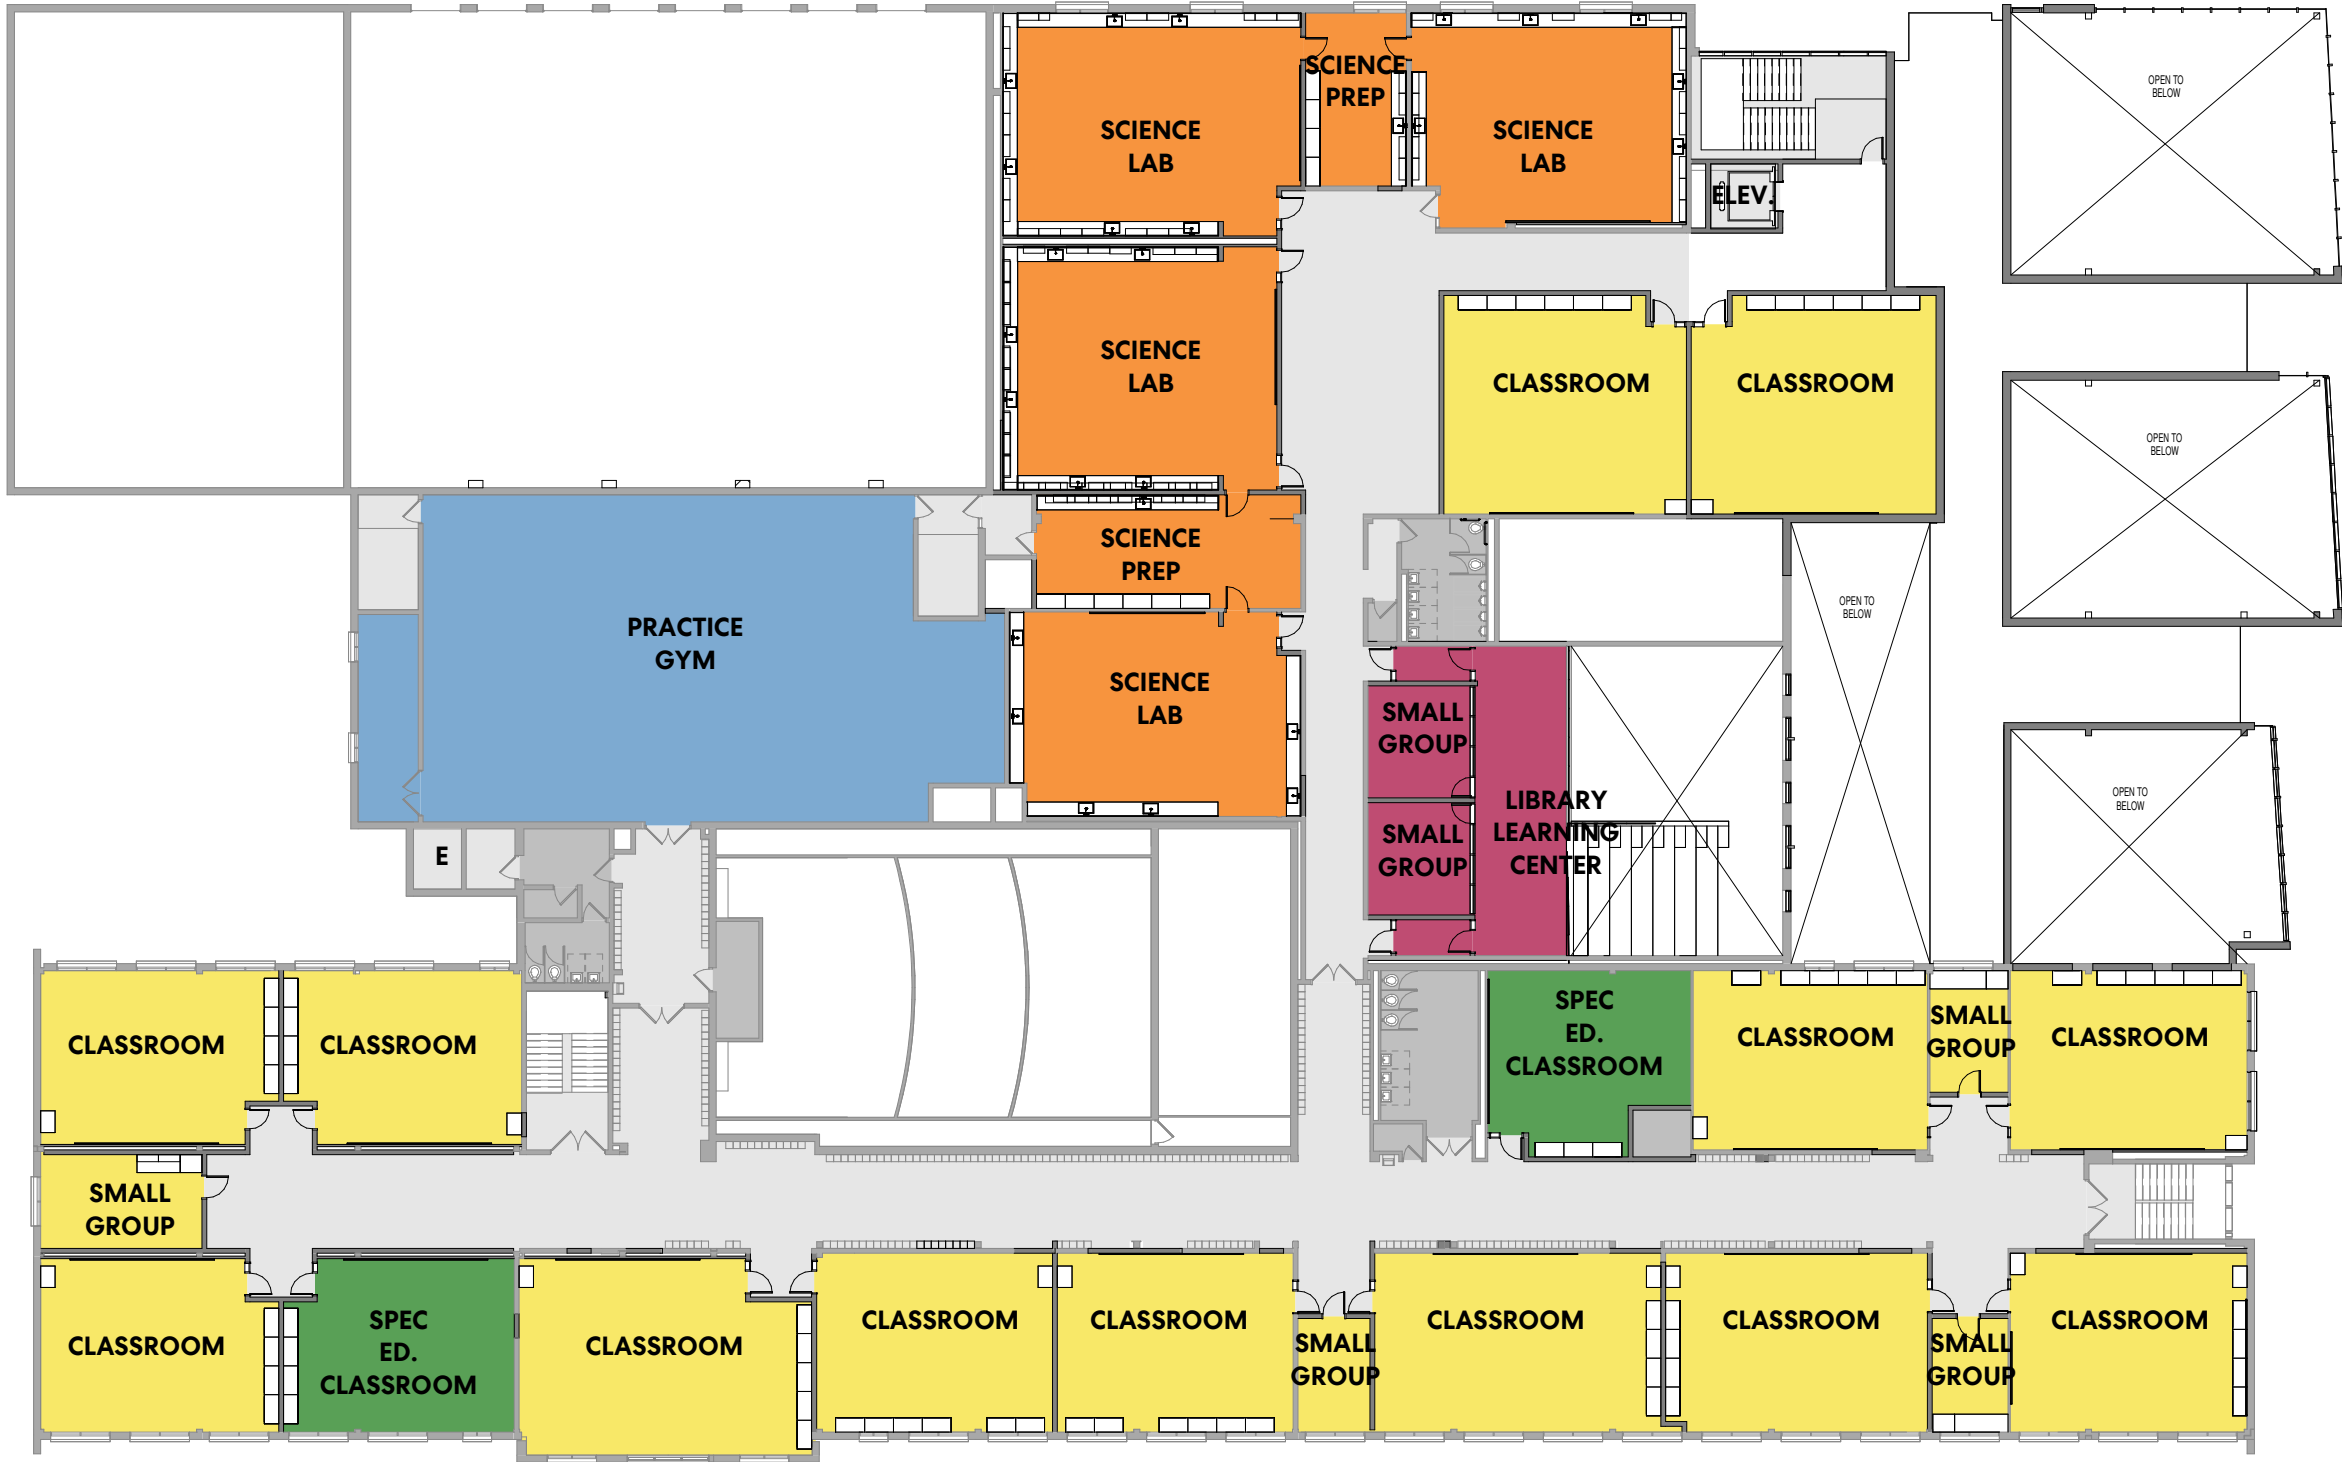 OPEN TO
BELOW
SCIENCE
PREP
SCIENCE
LAB
SCIENCE
LAB
ELEV.
SCIENCE
LAB
CLASSROOM
CLASSROOM
OPEN TO
BELOW
SCIENCE
PREP
OPEN TO
BELOW
PRACTICE
GYM
SCIENCE
LAB
SMALL
GROUP
LIBRARY
LEARNING
CENTER
SMALL
GROUP
OPEN TO
BELOW
E
CLASSROOM
CLASSROOM
SPEC
ED.
CLASSROOM
CLASSROOM
SMALL
GROUP
CLASSROOM
SMALL
GROUP
CLASSROOM
SPEC
ED.
CLASSROOM
CLASSROOM
CLASSROOM
CLASSROOM
SMALL
GROUP
CLASSROOM
CLASSROOM
SMALL
GROUP
CLASSROOM